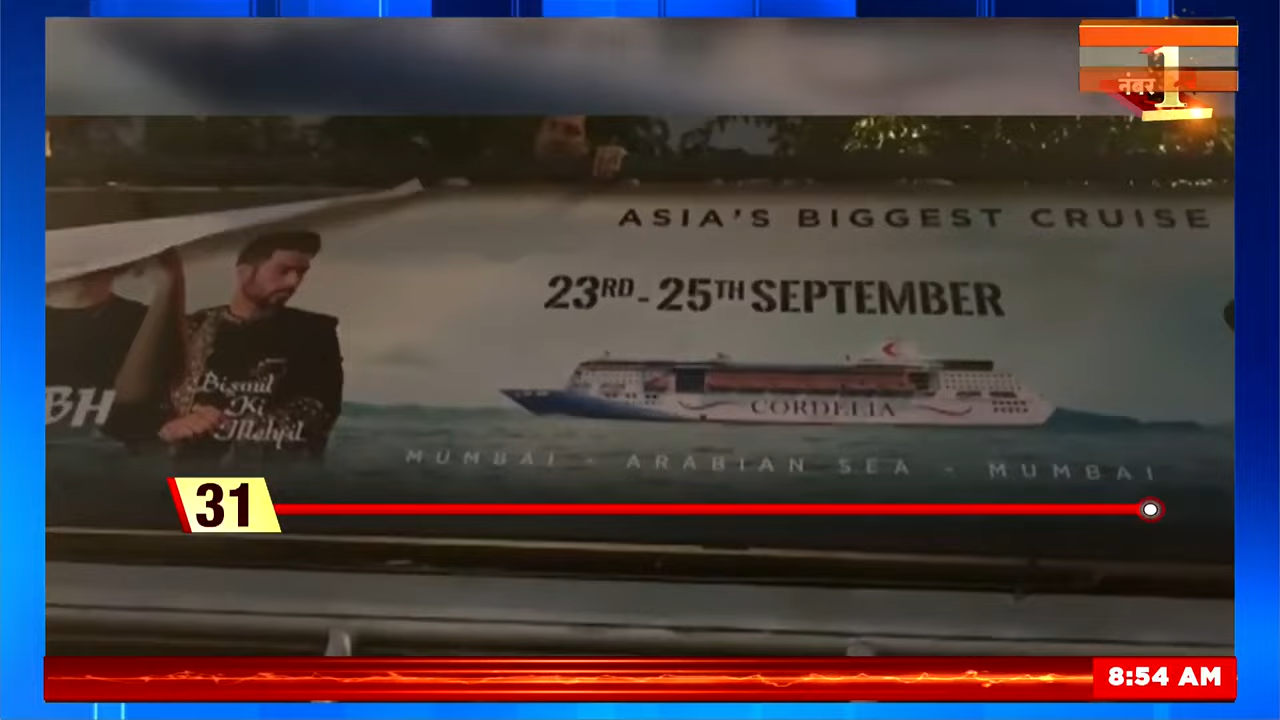 नंबर 1
ASIA'S BIGGEST CRUISE
23RD - 25TH SEPTEMBER
BH
Bismil
Ki
Mehfil
CORDELIA
MUMBAI - ARABIAN SEA - MUMBAI
31
8:54 AM